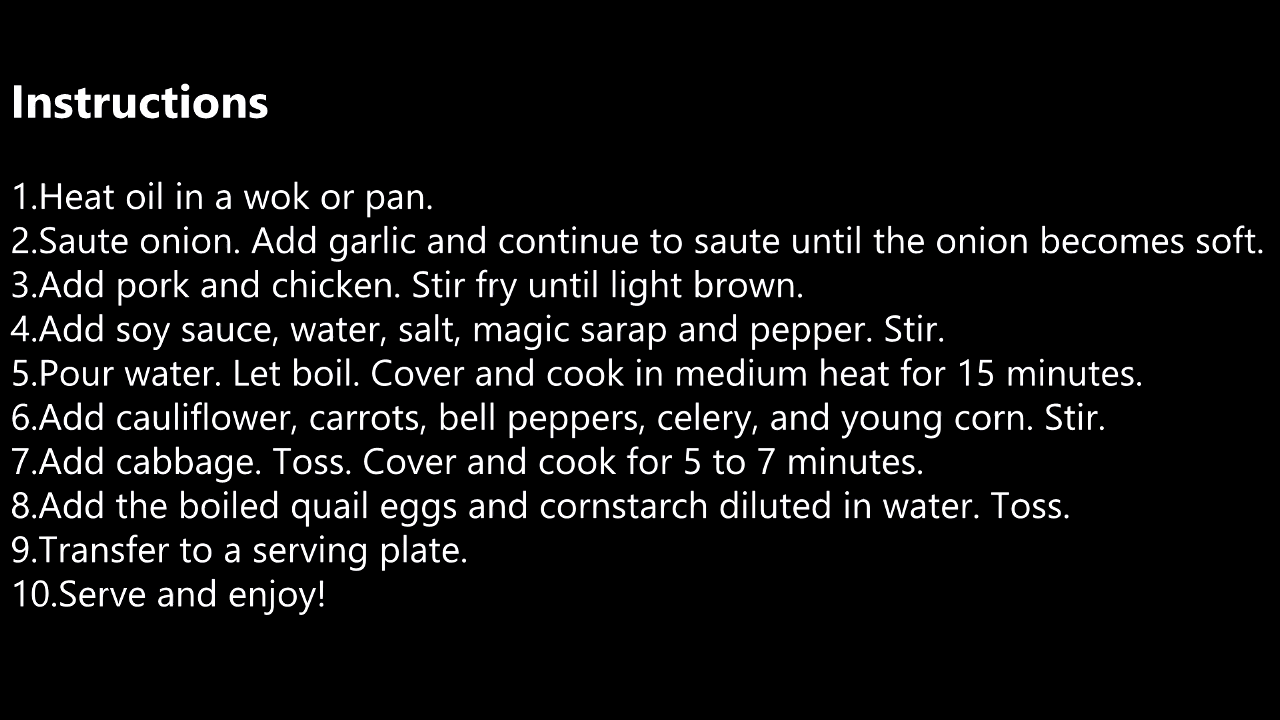 Instructions
1.Heat oil in a wok or pan.
2.Saute onion. Add garlic and continue to saute until the onion becomes soft.
3.Add pork and chicken. Stir fry until light brown.
4.Add soy sauce, water, salt, magic sarap and pepper. Stir.
5.Pour water. Let boil. Cover and cook in medium heat for 15 minutes.
6.Add cauliflower, carrots, bell peppers, celery, and young corn. Stir.
7.Add cabbage. Toss. Cover and cook for 5 to 7 minutes.
8.Add the boiled quail eggs and cornstarch diluted in water. Toss.
9.Transfer to a serving plate.
10.Serve and enjoy!